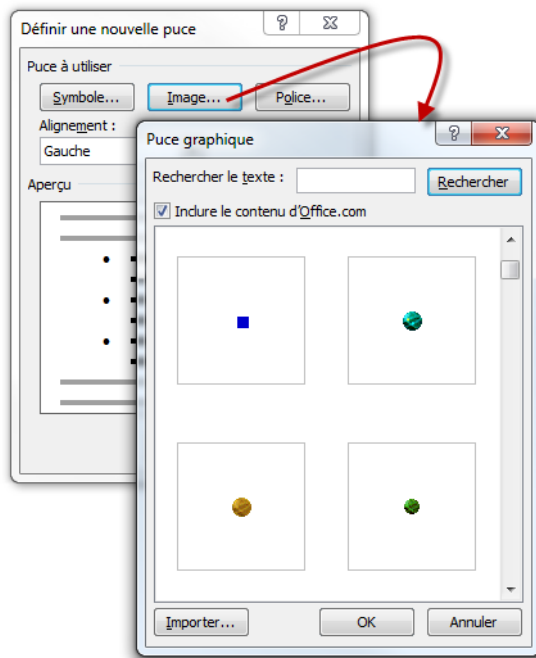 Définir une nouvelle puce
Puce à utiliser
Symbole... Image... Police...
Alignement :
Gauche
Aperçu
Puce graphique
Rechercher le texte : Rechercher
Inclure le contenu d'Office.com
Importer... OK Annuler